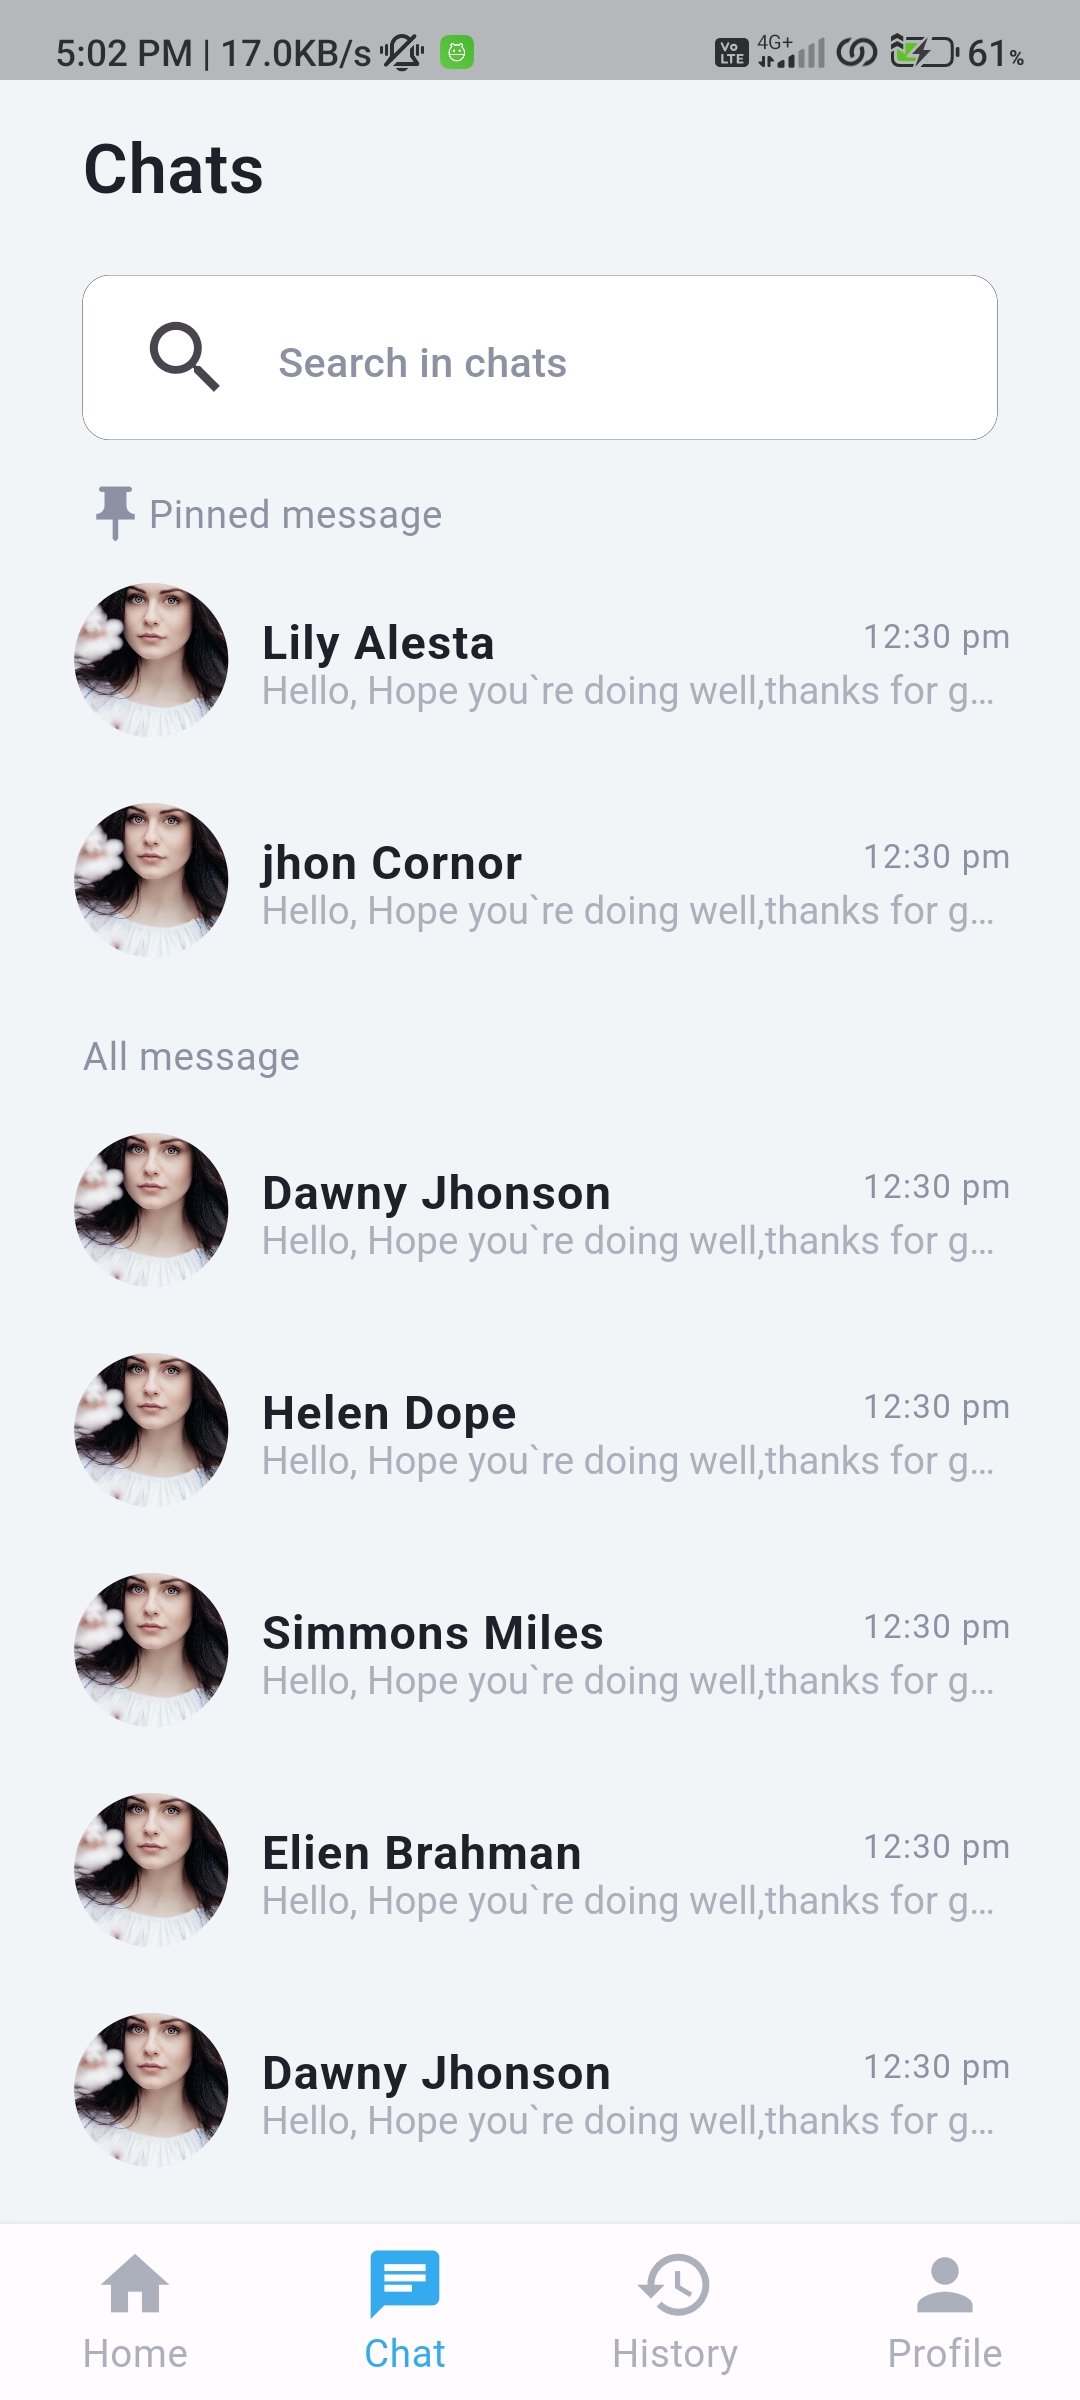 5:02 PM | 17.0KB/s Vo LTE 4G+ 61%
Chats
Search in chats
Pinned message
Lily Alesta 12:30 pm
Hello, Hope you`re doing well,thanks for g...
jhon Cornor 12:30 pm
Hello, Hope you`re doing well,thanks for g...
All message
Dawny Jhonson 12:30 pm
Hello, Hope you`re doing well,thanks for g...
Helen Dope 12:30 pm
Hello, Hope you`re doing well,thanks for g...
Simmons Miles 12:30 pm
Hello, Hope you`re doing well,thanks for g...
Elien Brahman 12:30 pm
Hello, Hope you`re doing well,thanks for g...
Dawny Jhonson 12:30 pm
Hello, Hope you`re doing well,thanks for g...
Home Chat History Profile